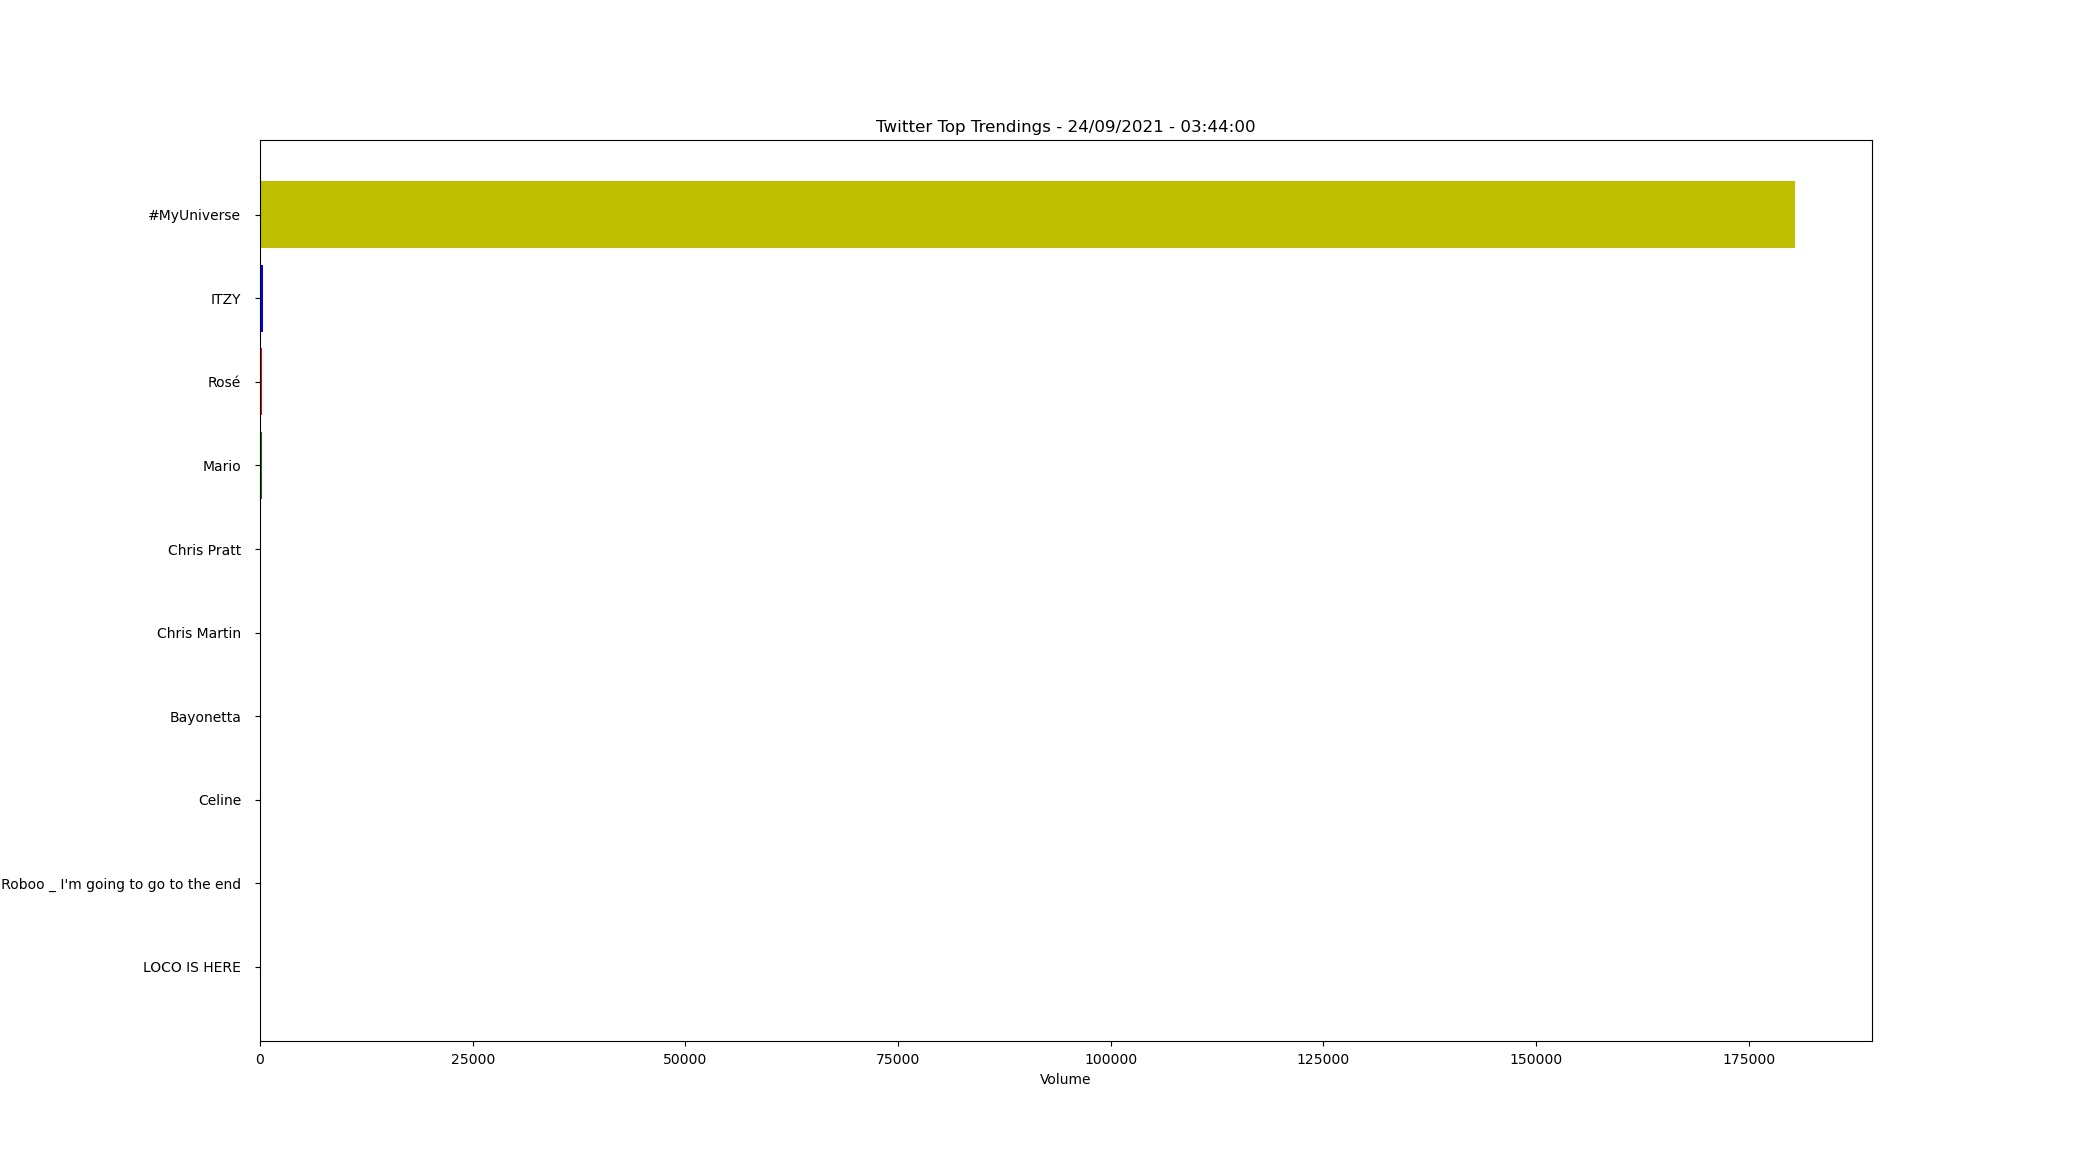 Twitter Top Trendings - 24/09/2021 - 03:44:00
#MyUniverse
ITZY
Rosé
Mario
Chris Pratt
Chris Martin
Bayonetta
Celine
Roboo _ I'm going to go to the end
LOCO IS HERE
0 25000 50000 75000 100000 125000 150000 175000
Volume